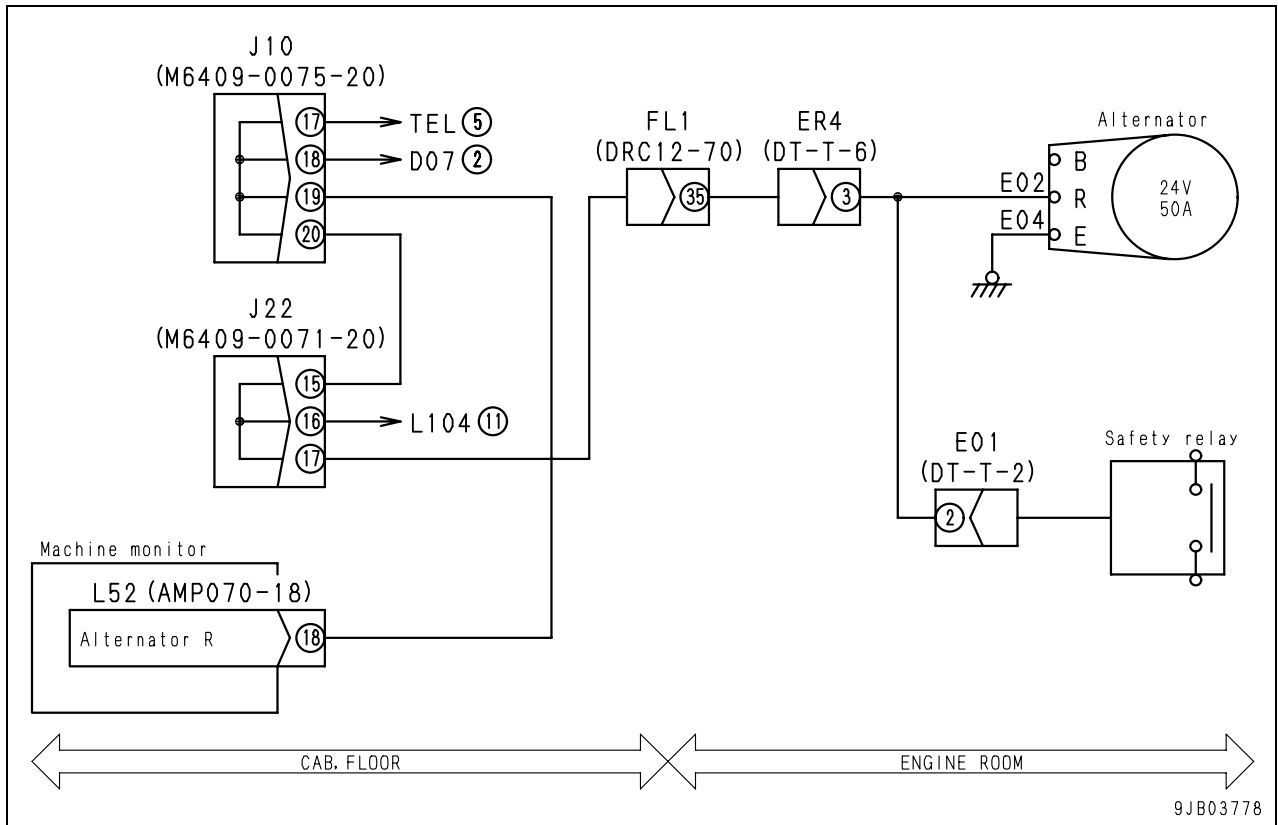 J10
(M6409-0075-20)
17 TEL 5
18 D07 2
19
20
J22
(M6409-0071-20)
15
16 L104 11
17
Machine monitor
L52 (AMP070-18)
Alternator R 18
FL1
(DRC12-70)
35
ER4
(DT-T-6)
3
Alternator
B
E02 R
E04 E
24V
50A
E01
(DT-T-2)
2
Safety relay
CAB. FLOOR
ENGINE ROOM
9JB03778